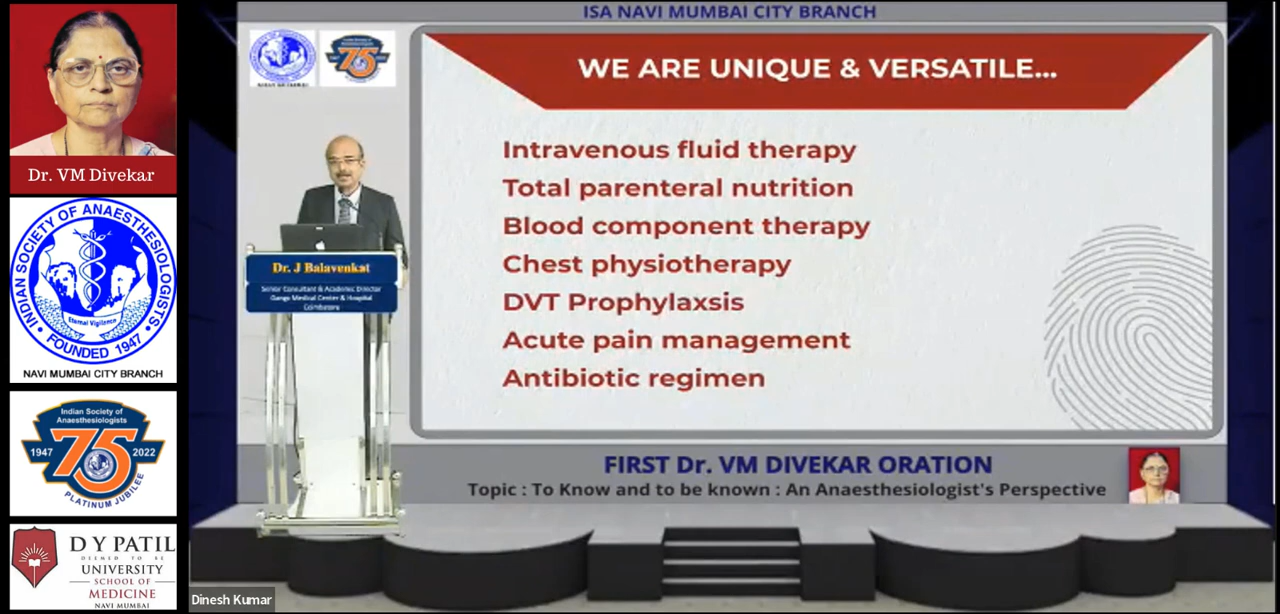 Dr. VM Divekar
INDIAN SOCIETY OF ANAESTHESIOLOGISTS
Eternal Vigilance
FOUNDED 1947
NAVI MUMBAI CITY BRANCH
Indian Society of
Anaesthesiologists
1947
75
2022
PLATINUM JUBILEE
D Y PATIL
DEEMED TO BE
UNIVERSITY
SCHOOL OF
MEDICINE
NAVI MUMBAI
ISA NAVI MUMBAI CITY BRANCH
75
WE ARE UNIQUE & VERSATILE...
Intravenous fluid therapy
Total parenteral nutrition
Blood component therapy
Chest physiotherapy
DVT Prophylaxsis
Acute pain management
Antibiotic regimen
Dr. J Balavenkat
Senior Consultant & Academic Director
Ganga Medical Center & Hospital
Coimbatore
FIRST Dr. VM DIVEKAR ORATION
Topic : To Know and to be known : An Anaesthesiologist's Perspective
Dinesh Kumar